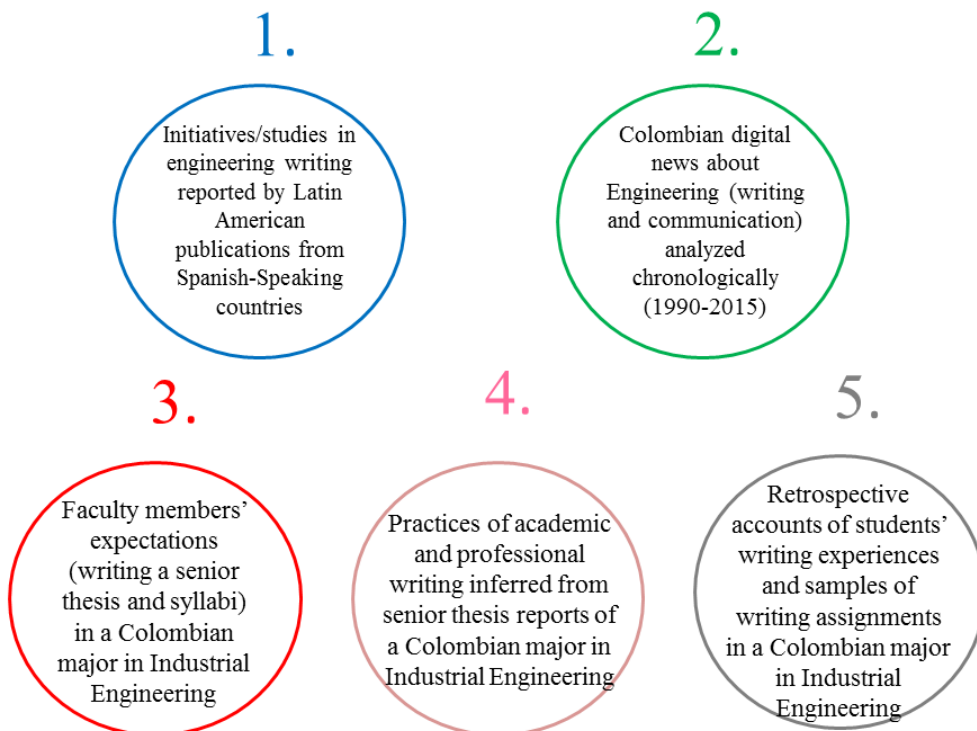 1.
Initiatives/studies in
engineering writing
reported by Latin
American
publications from
Spanish-Speaking
countries
2.
Colombian digital
news about
Engineering (writing
and communication)
analyzed
chronologically
(1990-2015)
3.
Faculty members’
expectations
(writing a senior
thesis and syllabi)
in a Colombian
major in Industrial
Engineering
4.
Practices of academic
and professional
writing inferred from
senior thesis reports of
a Colombian major in
Industrial Engineering
5.
Retrospective
accounts of students’
writing experiences
and samples of
writing assignments
in a Colombian major
in Industrial
Engineering